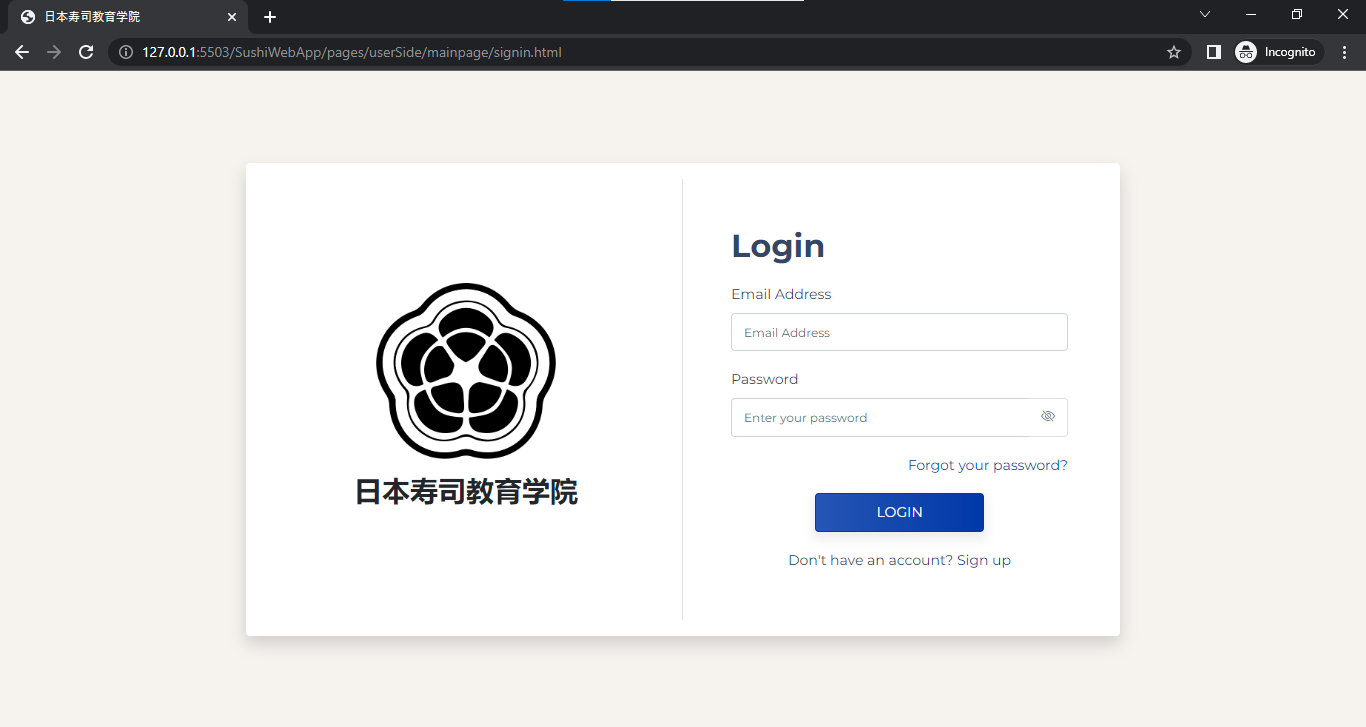 日本寿司教育学院
127.0.0.1:5503/SushiWebApp/pages/userSide/mainpage/signin.html
Incognito
日本寿司教育学院
Login
Email Address
Email Address
Password
Enter your password
Forgot your password?
LOGIN
Don't have an account? Sign up